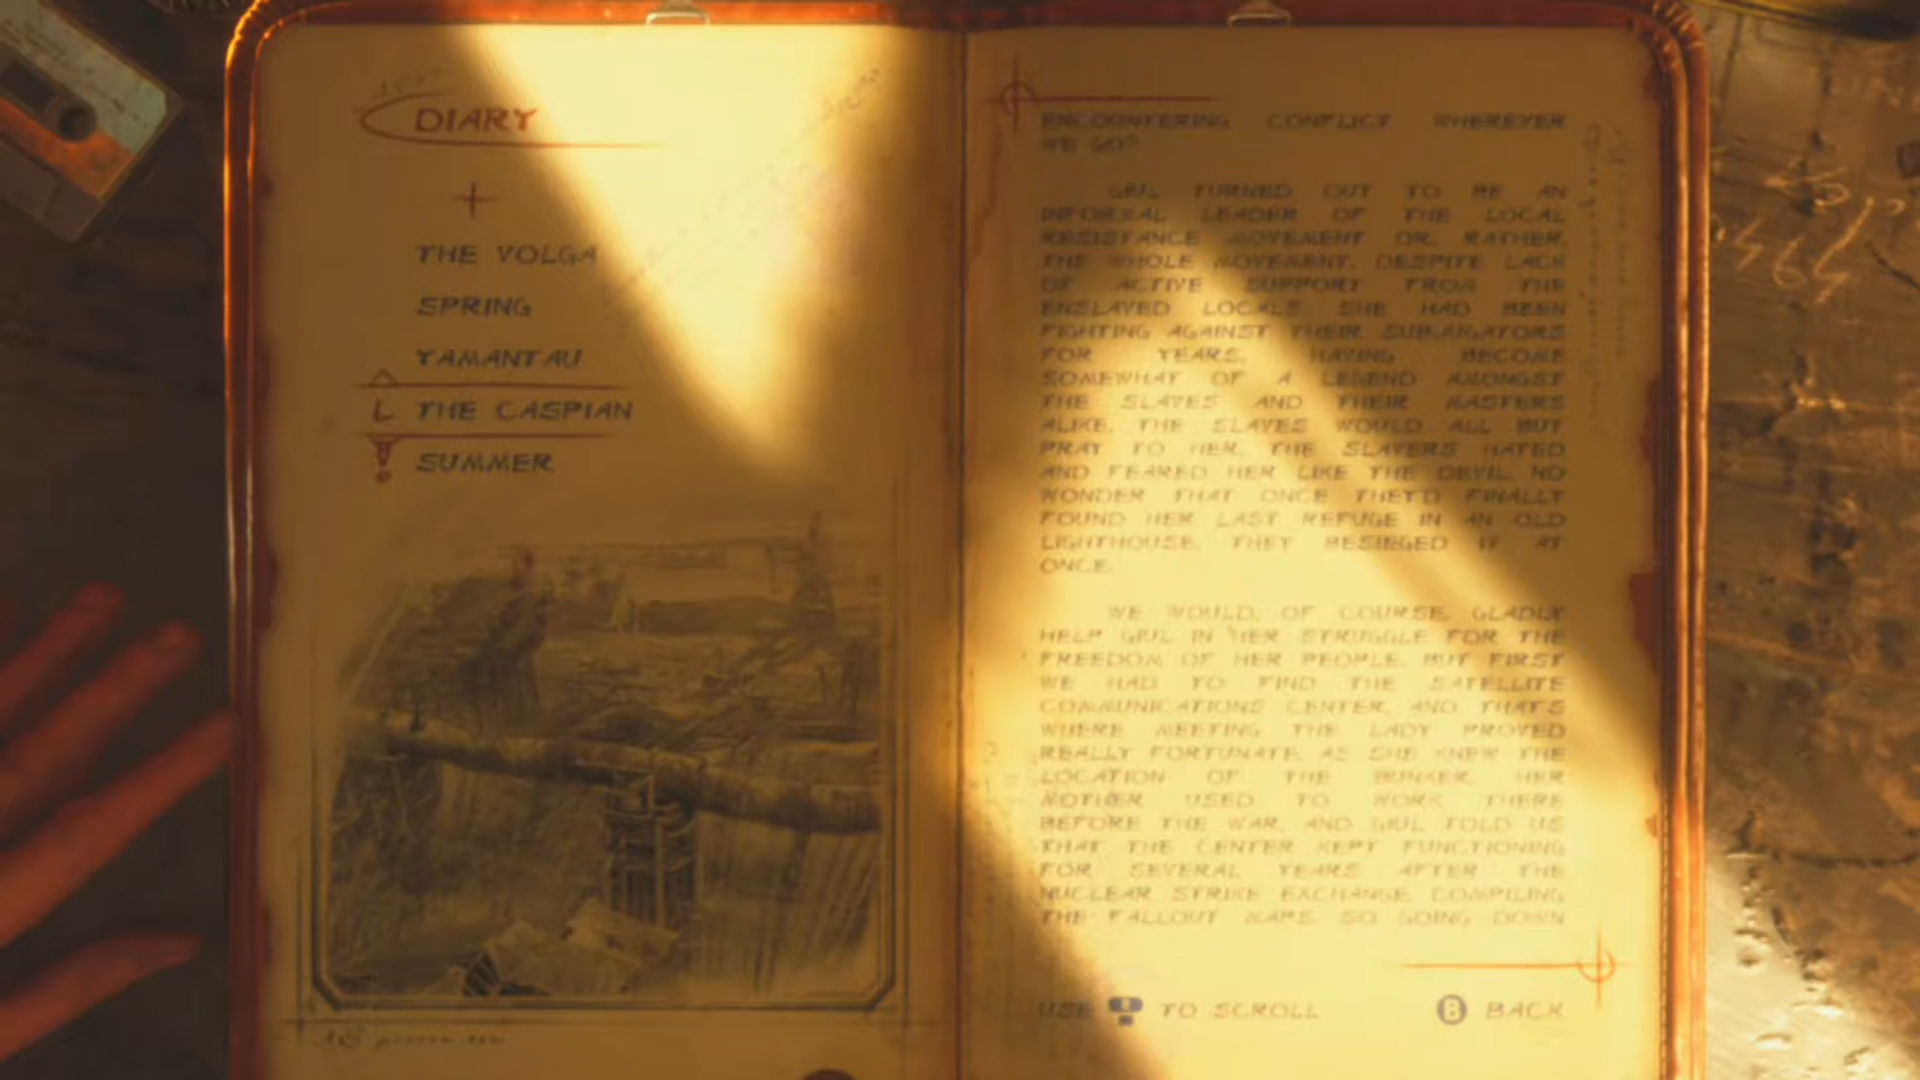 DIARY
THE VOLGA
SPRING
YAMANTAU
THE CASPIAN
SUMMER
ENCOUNTERING CONFLICT WHEREVER
WE GO?
GIUL TURNED OUT TO BE AN
INFORMAL LEADER OF THE LOCAL
RESISTANCE MOVEMENT OR, RATHER,
THE WHOLE MOVEMENT. DESPITE LACK
OF ACTIVE SUPPORT FROM THE
ENSLAVED LOCALS, SHE HAD BEEN
FIGHTING AGAINST THEIR SUBJUGATORS
FOR YEARS, HAVING BECOME
SOMEWHAT OF A LEGEND AMONGST
THE SLAVES AND THEIR MASTERS
ALIKE. THE SLAVES WOULD ALL BUT
PRAY TO HER, THE SLAVERS HATED
AND FEARED HER LIKE THE DEVIL. NO
WONDER THAT ONCE THEY'D FINALLY
FOUND HER LAST REFUGE IN AN OLD
LIGHTHOUSE, THEY BESIEGED IT AT
ONCE.
WE WOULD, OF COURSE, GLADLY
HELP GIUL IN HER STRUGGLE FOR THE
FREEDOM OF HER PEOPLE. BUT FIRST
WE HAD TO FIND THE SATELLITE
COMMUNICATIONS CENTER, AND THAT'S
WHERE MEETING THE LADY PROVED
REALLY FORTUNATE, AS SHE KNEW THE
LOCATION OF THE BUNKER. HER
MOTHER USED TO WORK THERE
BEFORE THE WAR, AND GIUL TOLD US
THAT THE CENTER KEPT FUNCTIONING
FOR SEVERAL YEARS AFTER THE
NUCLEAR STRIKE EXCHANGE, COMPILING
THE FALLOUT MAPS. SO GOING DOWN
USE TO SCROLL
B BACK